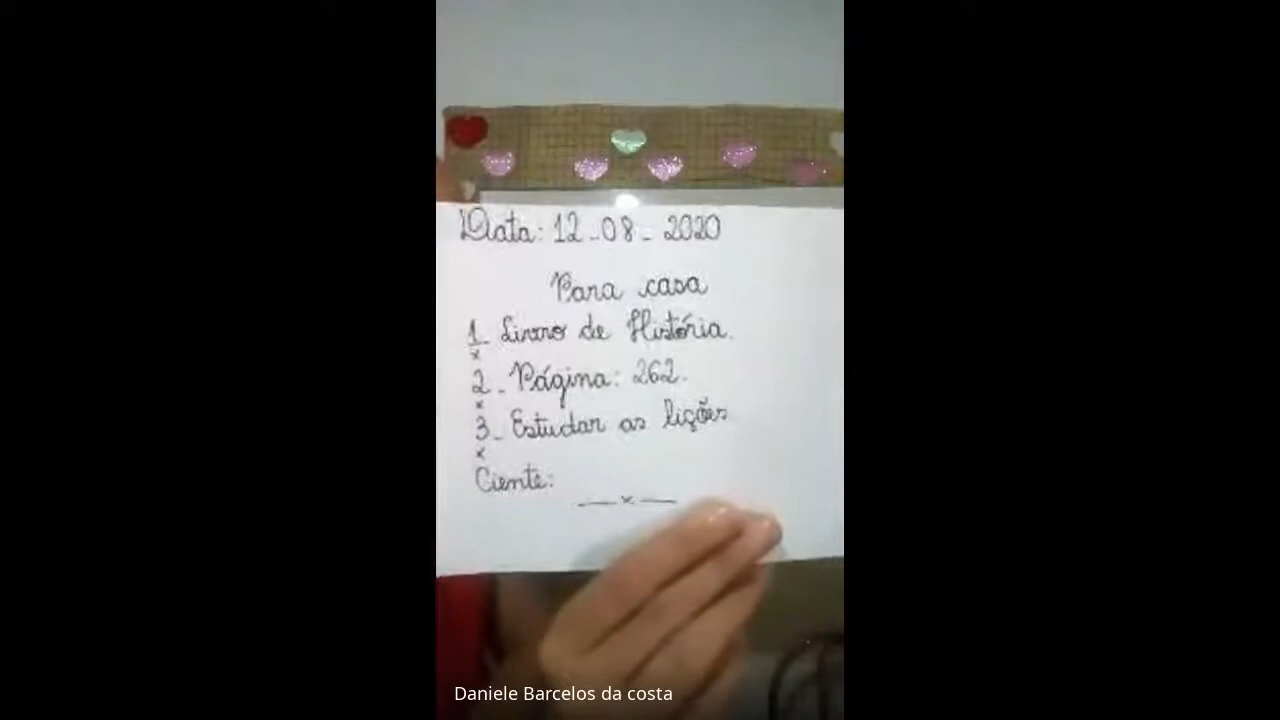 Data: 12-08-2020
Para casa
1- Livro de História.
x
2- Página: 262.
x
3- Estudar as lições
x
Ciente:
—x—
Daniele Barcelos da costa